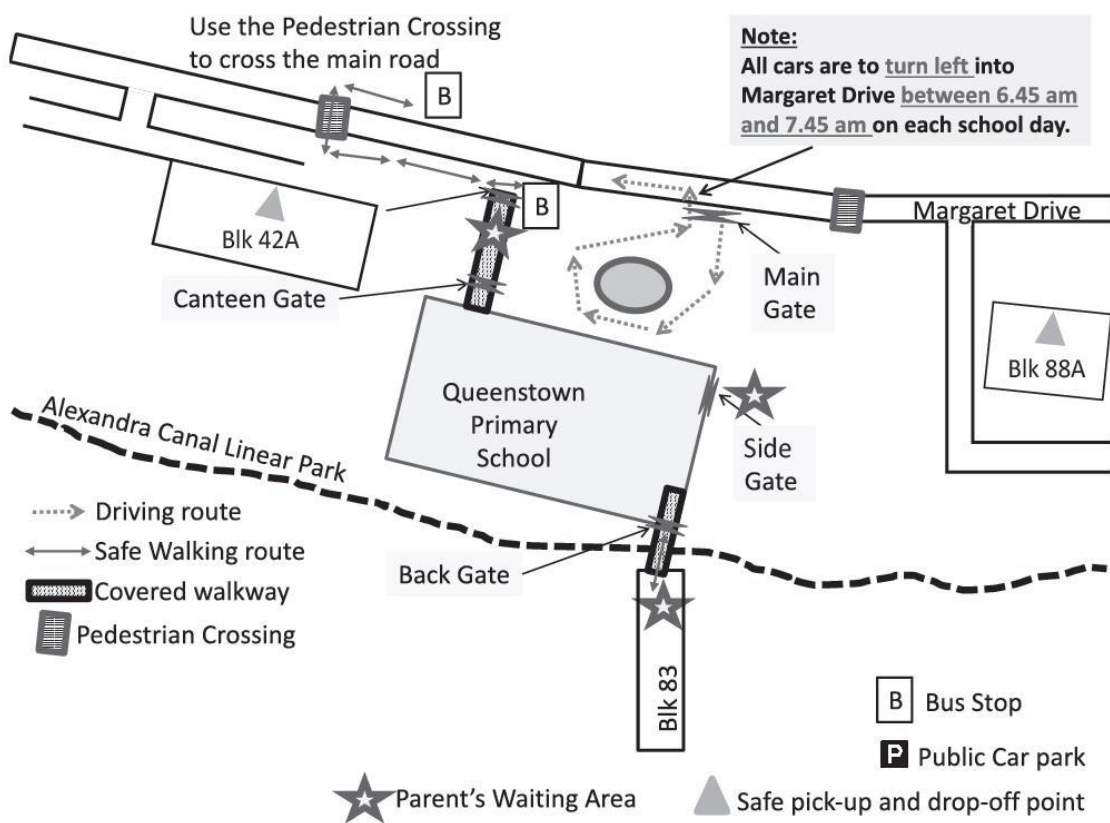 Use the Pedestrian Crossing
to cross the main road
B
Note:
All cars are to turn left into
Margaret Drive between 6.45 am
and 7.45 am on each school day.
B
Margaret Drive
Blk 42A
Canteen Gate
Main
Gate
Blk 88A
Queenstown
Primary
School
Side
Gate
Alexandra Canal Linear Park
Driving route
Safe Walking route
Back Gate
Covered walkway
Pedestrian Crossing
Blk 83
B Bus Stop
P Public Car park
Parent's Waiting Area
Safe pick-up and drop-off point